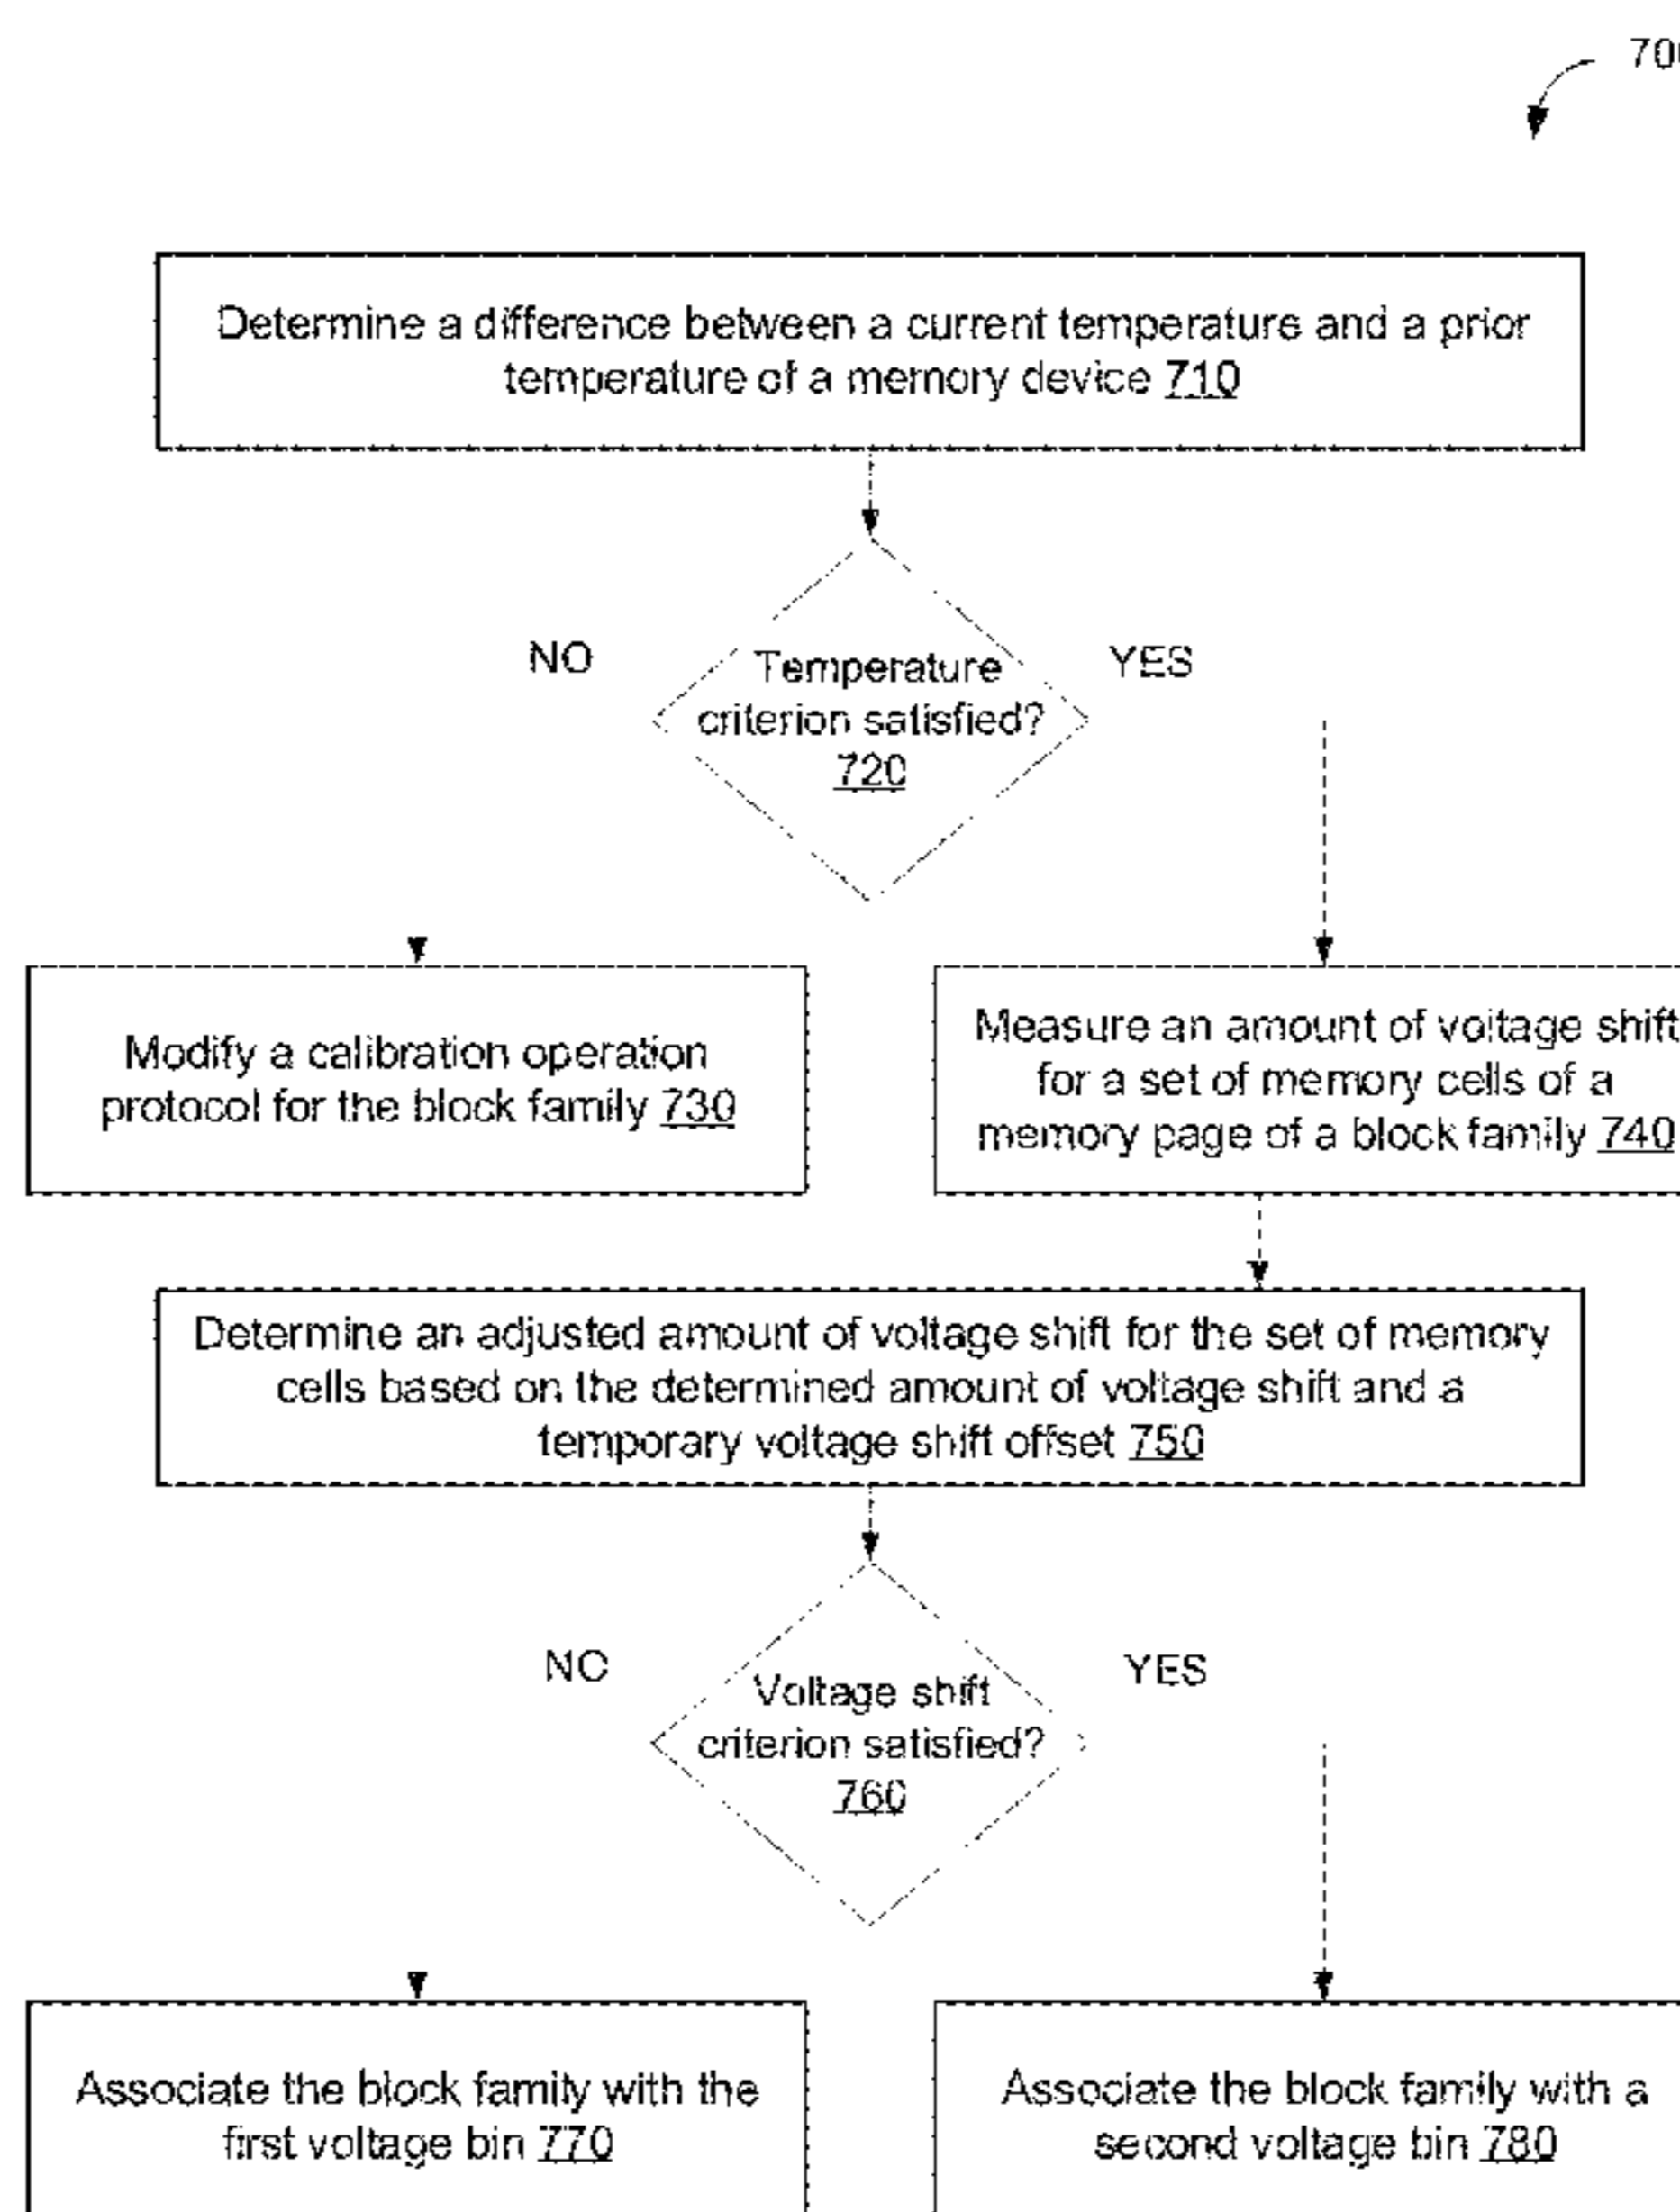 70
Determine a difference between a current temperature and a prior
temperature of a memory device 710
NO
YES
Temperature
criterion satisfied?
720
Modify a calibration operation
protocol for the block family 730
Measure an amount of voltage shift
for a set of memory cells of a
memory page of a block family 740
Determine an adjusted amount of voltage shift for the set of memory
cells based on the determined amount of voltage shift and a
temporary voltage shift offset 750
NO
YES
Voltage shift
criterion satisfied?
760
Associate the block family with the
first voltage bin 770
Associate the block family with a
second voltage bin 780